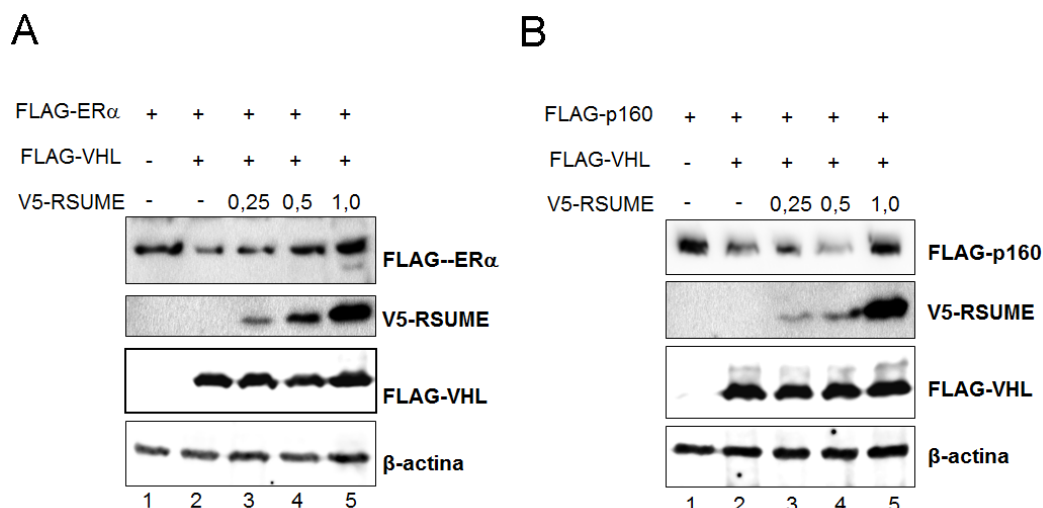 A
FLAG-ERα + + + + +
FLAG-VHL - + + + +
V5-RSUME - - 0,25 0,5 1,0
FLAG--ERα
V5-RSUME
FLAG-VHL
β-actina
1 2 3 4 5
B
FLAG-p160 + + + + +
FLAG-VHL - + + + +
V5-RSUME - - 0,25 0,5 1,0
FLAG-p160
V5-RSUME
FLAG-VHL
β-actina
1 2 3 4 5